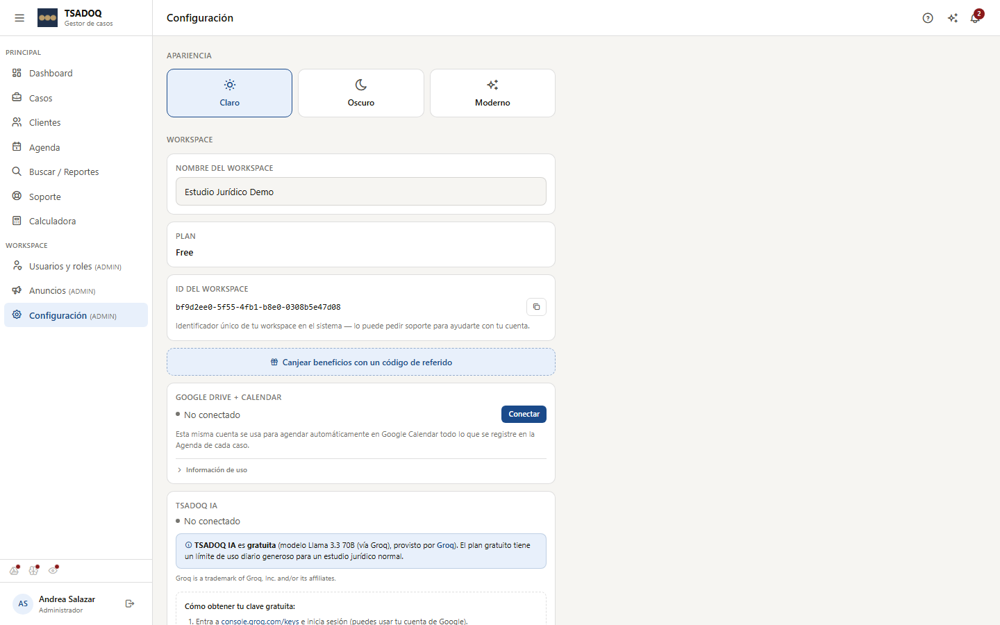 TSADOQ
Gestor de casos
Configuración
2
PRINCIPAL
Dashboard
Casos
Clientes
Agenda
Buscar / Reportes
Soporte
Calculadora
WORKSPACE
Usuarios y roles (ADMIN)
Anuncios (ADMIN)
Configuración (ADMIN)
AS
Andrea Salazar
Administrador
APARIENCIA
Claro
Oscuro
Moderno
WORKSPACE
NOMBRE DEL WORKSPACE
Estudio Jurídico Demo
PLAN
Free
ID DEL WORKSPACE
bf9d2ee0-5f55-4fb1-b8e0-0308b5e47d08
Identificador único de tu workspace en el sistema — lo puede pedir soporte para ayudarte con tu cuenta.
Canjear beneficios con un código de referido
GOOGLE DRIVE + CALENDAR
No conectado
Conectar
Esta misma cuenta se usa para agendar automáticamente en Google Calendar todo lo que se registre en la
Agenda de cada caso.
Información de uso
TSADOQ IA
No conectado
TSADOQ IA es gratuita (modelo Llama 3.3 70B (vía Groq), provisto por Groq). El plan gratuito tiene
un límite de uso diario generoso para un estudio jurídico normal.
Groq is a trademark of Groq, Inc. and/or its affiliates.
Cómo obtener tu clave gratuita:
1. Entra a console.groq.com/keys e inicia sesión (puedes usar tu cuenta de Google).